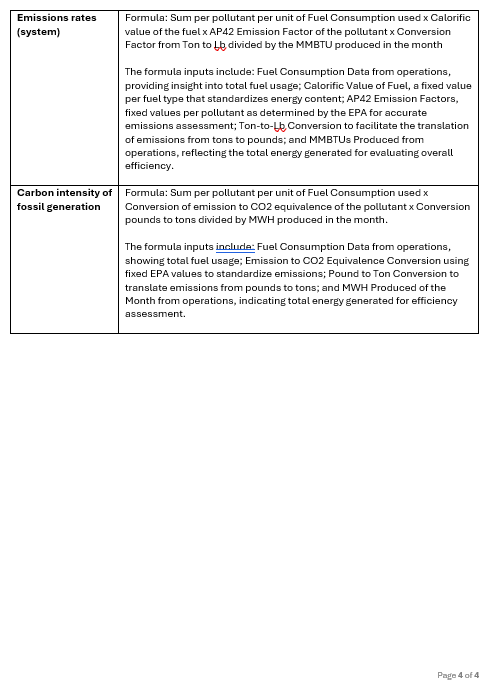 Emissions rates
(system)
Formula: Sum per pollutant per unit of Fuel Consumption used x Calorific
value of the fuel x AP42 Emission Factor of the pollutant x Conversion
Factor from Ton to Lb divided by the MMBTU produced in the month
The formula inputs include: Fuel Consumption Data from operations,
providing insight into total fuel usage; Calorific Value of Fuel, a fixed value
per fuel type that standardizes energy content; AP42 Emission Factors,
fixed values per pollutant as determined by the EPA for accurate
emissions assessment; Ton-to-Lb Conversion to facilitate the translation
of emissions from tons to pounds; and MMBTUs Produced from
operations, reflecting the total energy generated for evaluating overall
efficiency.
Carbon intensity of
fossil generation
Formula: Sum per pollutant per unit of Fuel Consumption used x
Conversion of emission to CO2 equivalence of the pollutant x Conversion
pounds to tons divided by MWH produced in the month.
The formula inputs include: Fuel Consumption Data from operations,
showing total fuel usage; Emission to CO2 Equivalence Conversion using
fixed EPA values to standardize emissions; Pound to Ton Conversion to
translate emissions from pounds to tons; and MWH Produced of the
Month from operations, indicating total energy generated for efficiency
assessment.
Page 4 of 4